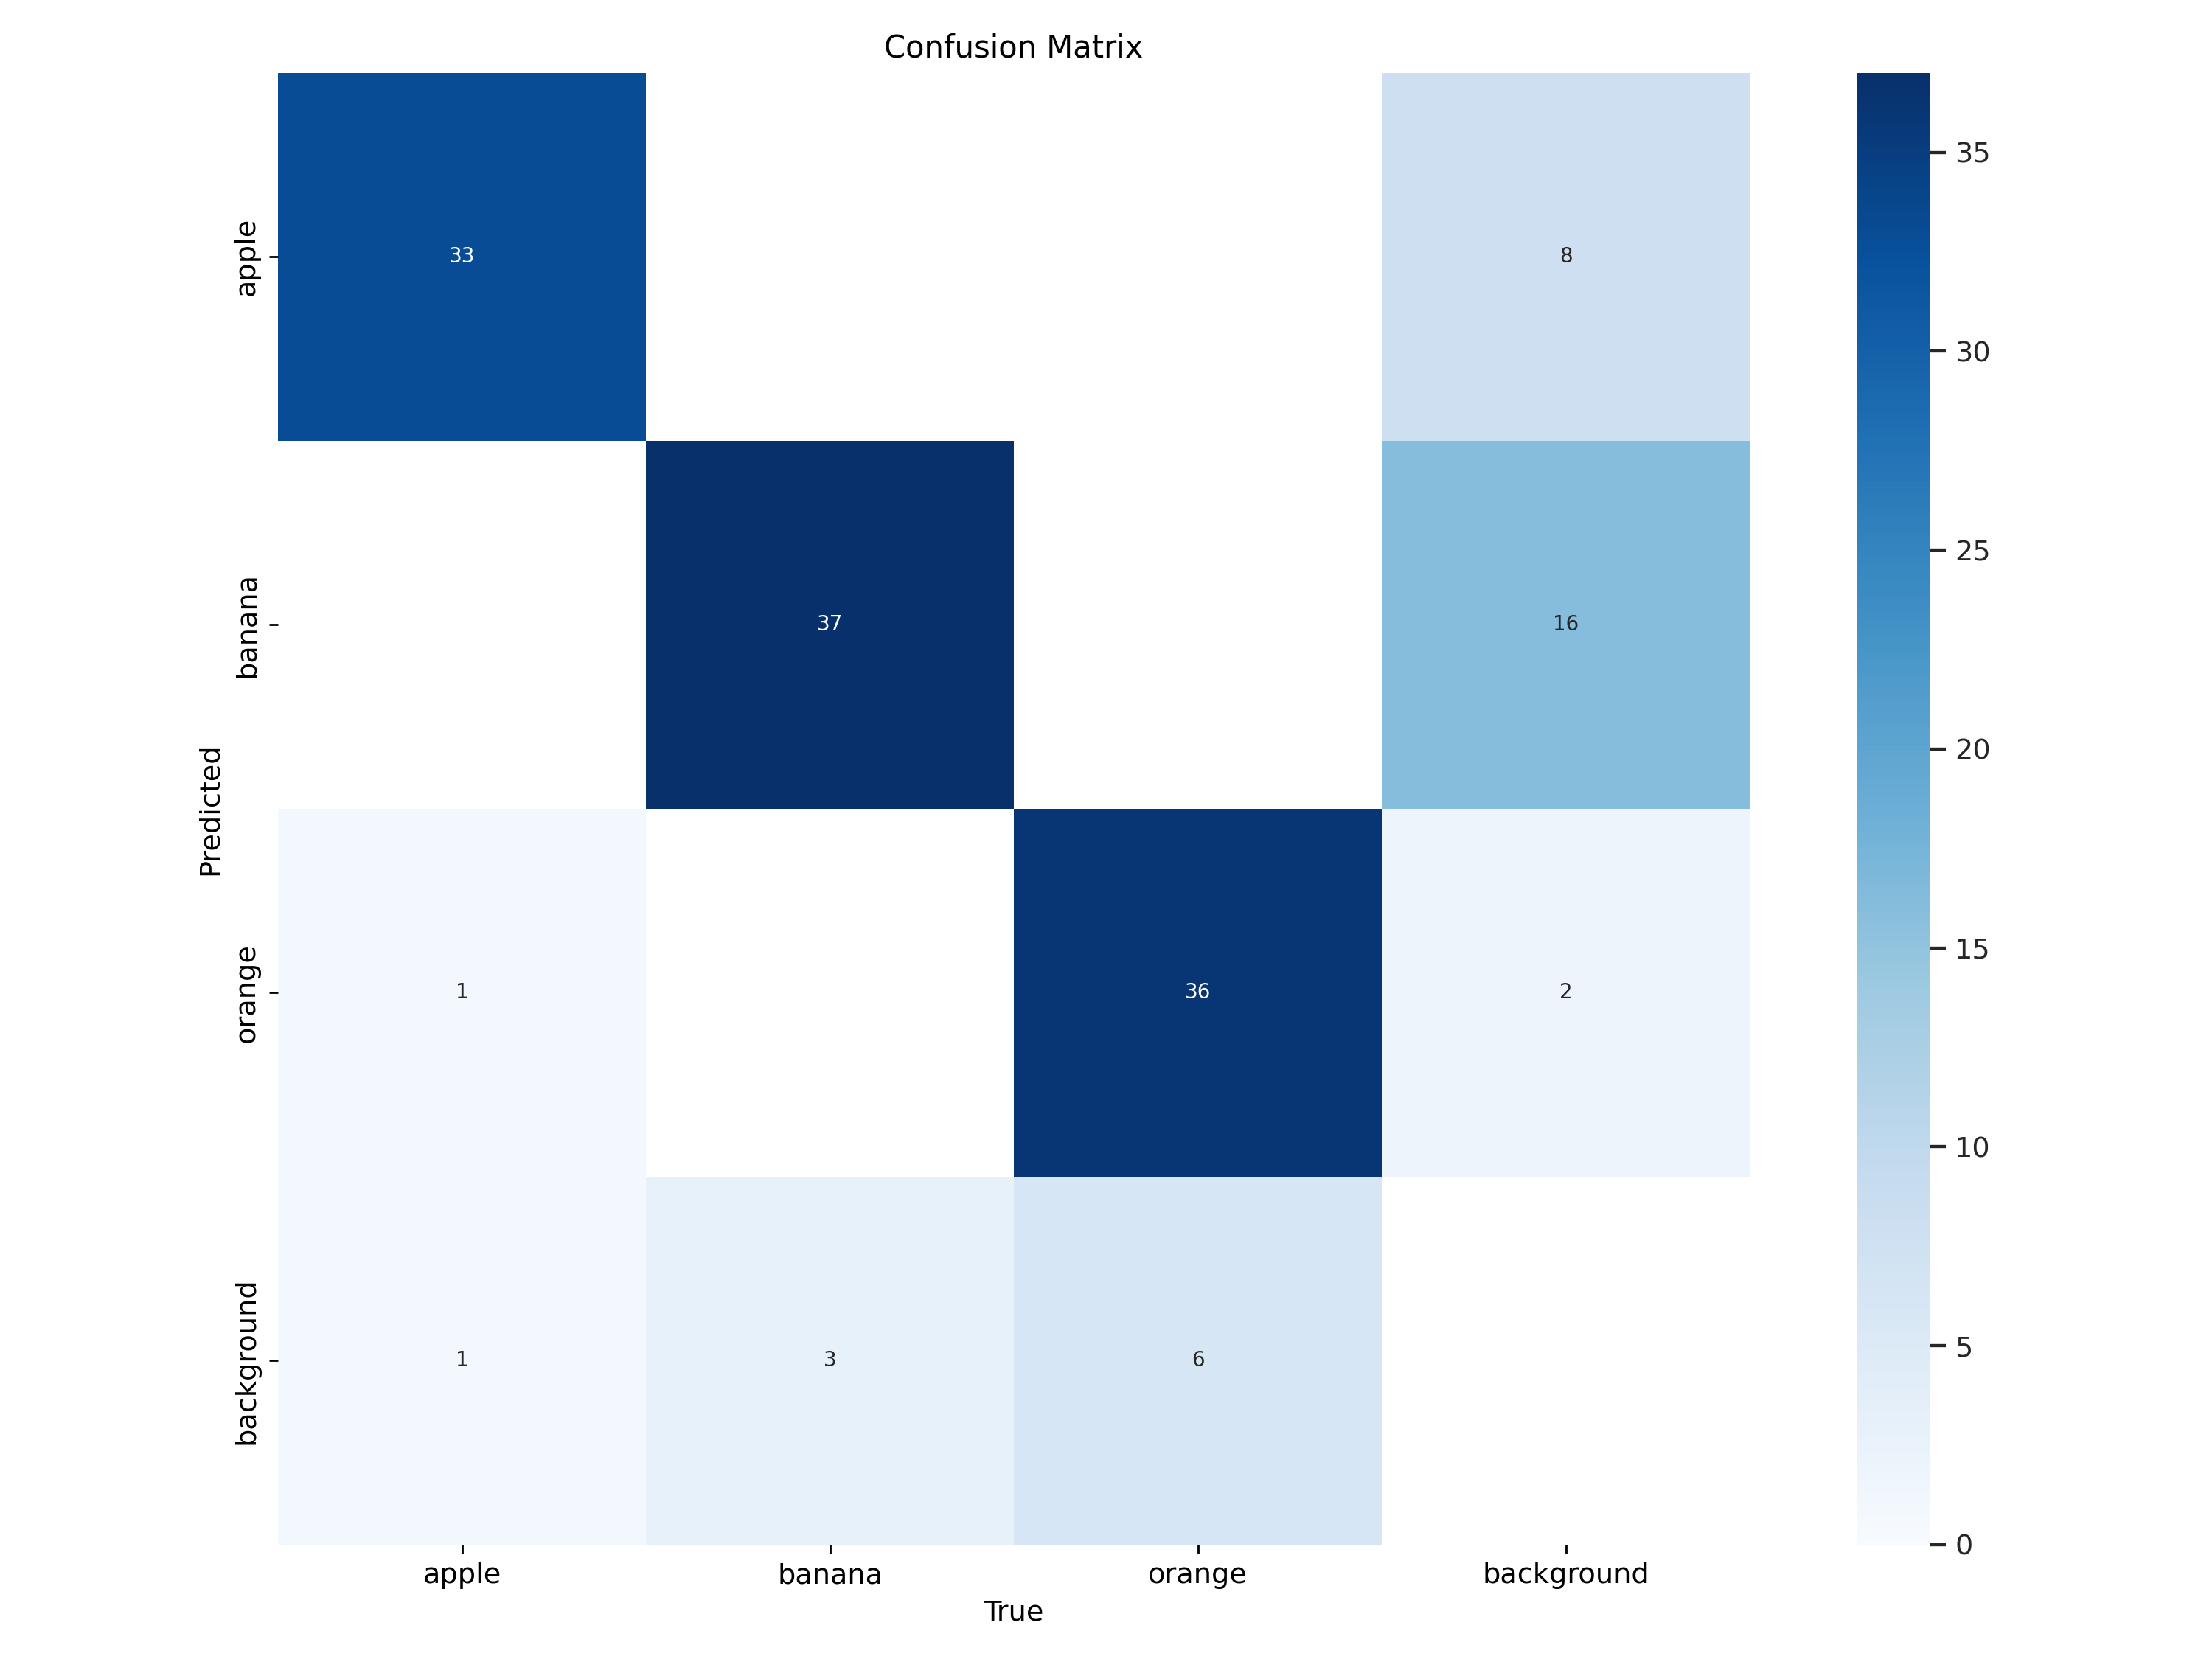 Confusion Matrix
apple
33
8
35
30
banana
37
16
25
20
Predicted
orange
1
36
2
15
10
background
1
3
6
5
0
apple banana orange background
True